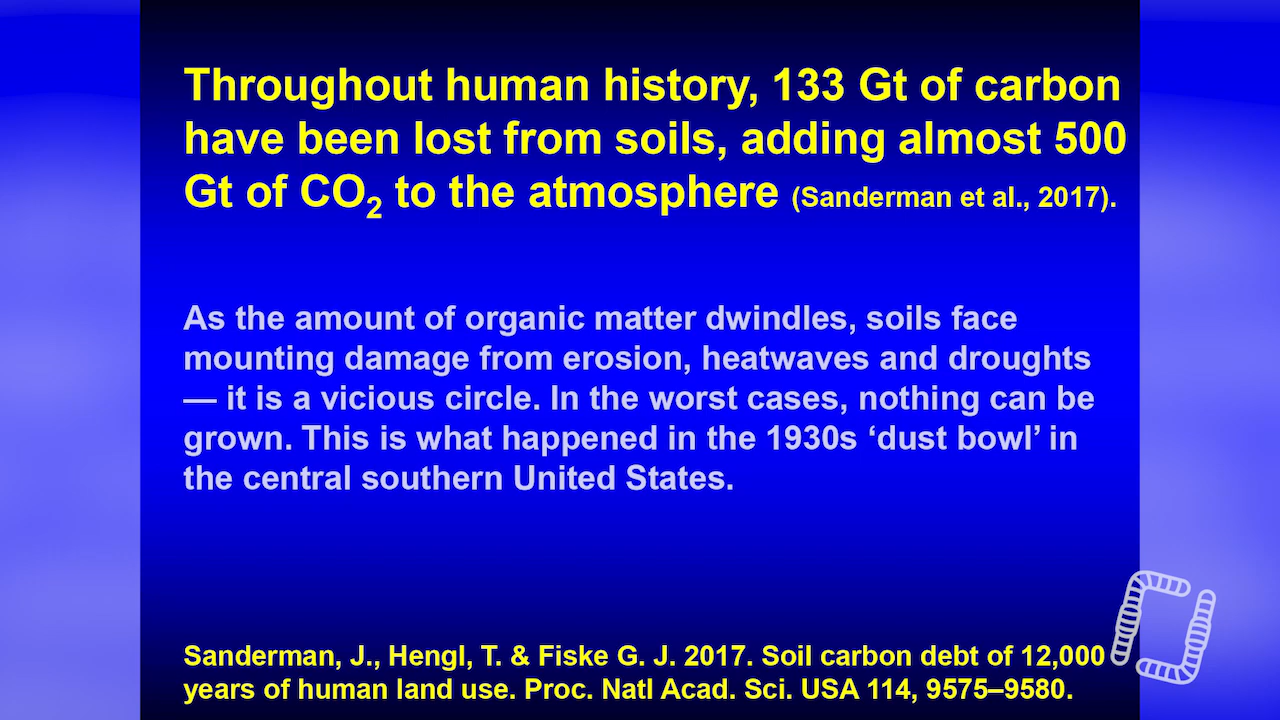 Throughout human history, 133 Gt of carbon
have been lost from soils, adding almost 500
Gt of CO₂ to the atmosphere (Sanderman et al., 2017).
As the amount of organic matter dwindles, soils face
mounting damage from erosion, heatwaves and droughts
— it is a vicious circle. In the worst cases, nothing can be
grown. This is what happened in the 1930s ‘dust bowl’ in
the central southern United States.
Sanderman, J., Hengl, T. & Fiske G. J. 2017. Soil carbon debt of 12,000
years of human land use. Proc. Natl Acad. Sci. USA 114, 9575–9580.